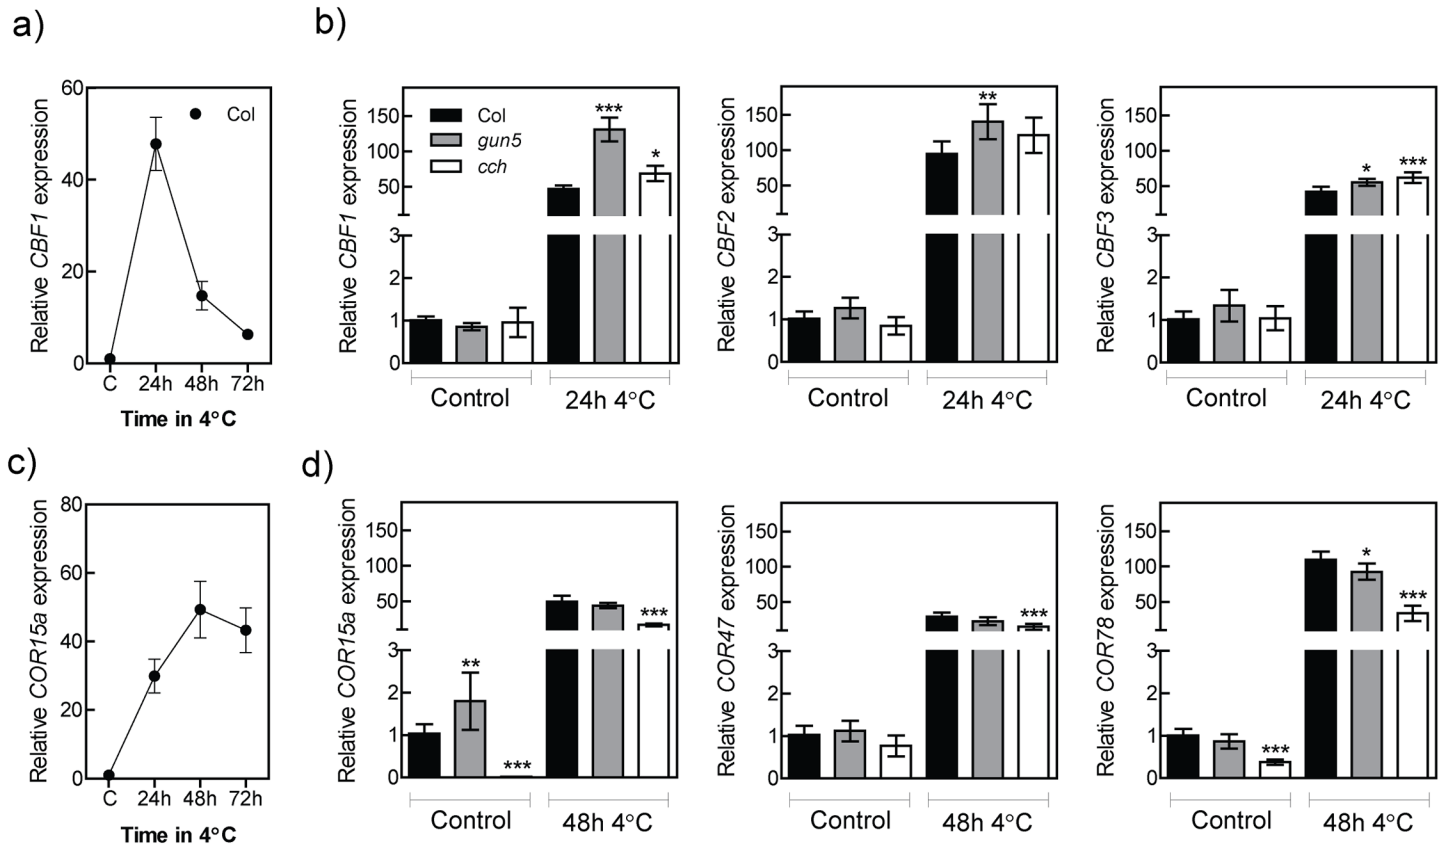 a)
Relative CBF1 expression
60
40
20
0
Col
C 24h 48h 72h
Time in 4°C
b)
Relative CBF1 expression
150
100
50
3
2
1
0
Col
gun5
cch
***
*
Control 24h 4°C
Relative CBF2 expression
150
100
50
3
2
1
0
**
Control 24h 4°C
Relative CBF3 expression
150
100
50
3
2
1
0
*
***
Control 24h 4°C
c)
Relative COR15a expression
80
60
40
20
0
C 24h 48h 72h
Time in 4°C
d)
Relative COR15a expression
150
100
50
3
2
1
0
**
***
***
Control 48h 4°C
Relative COR47 expression
150
100
50
3
2
1
0
***
Control 48h 4°C
Relative COR78 expression
150
100
50
3
2
1
0
***
*
***
Control 48h 4°C